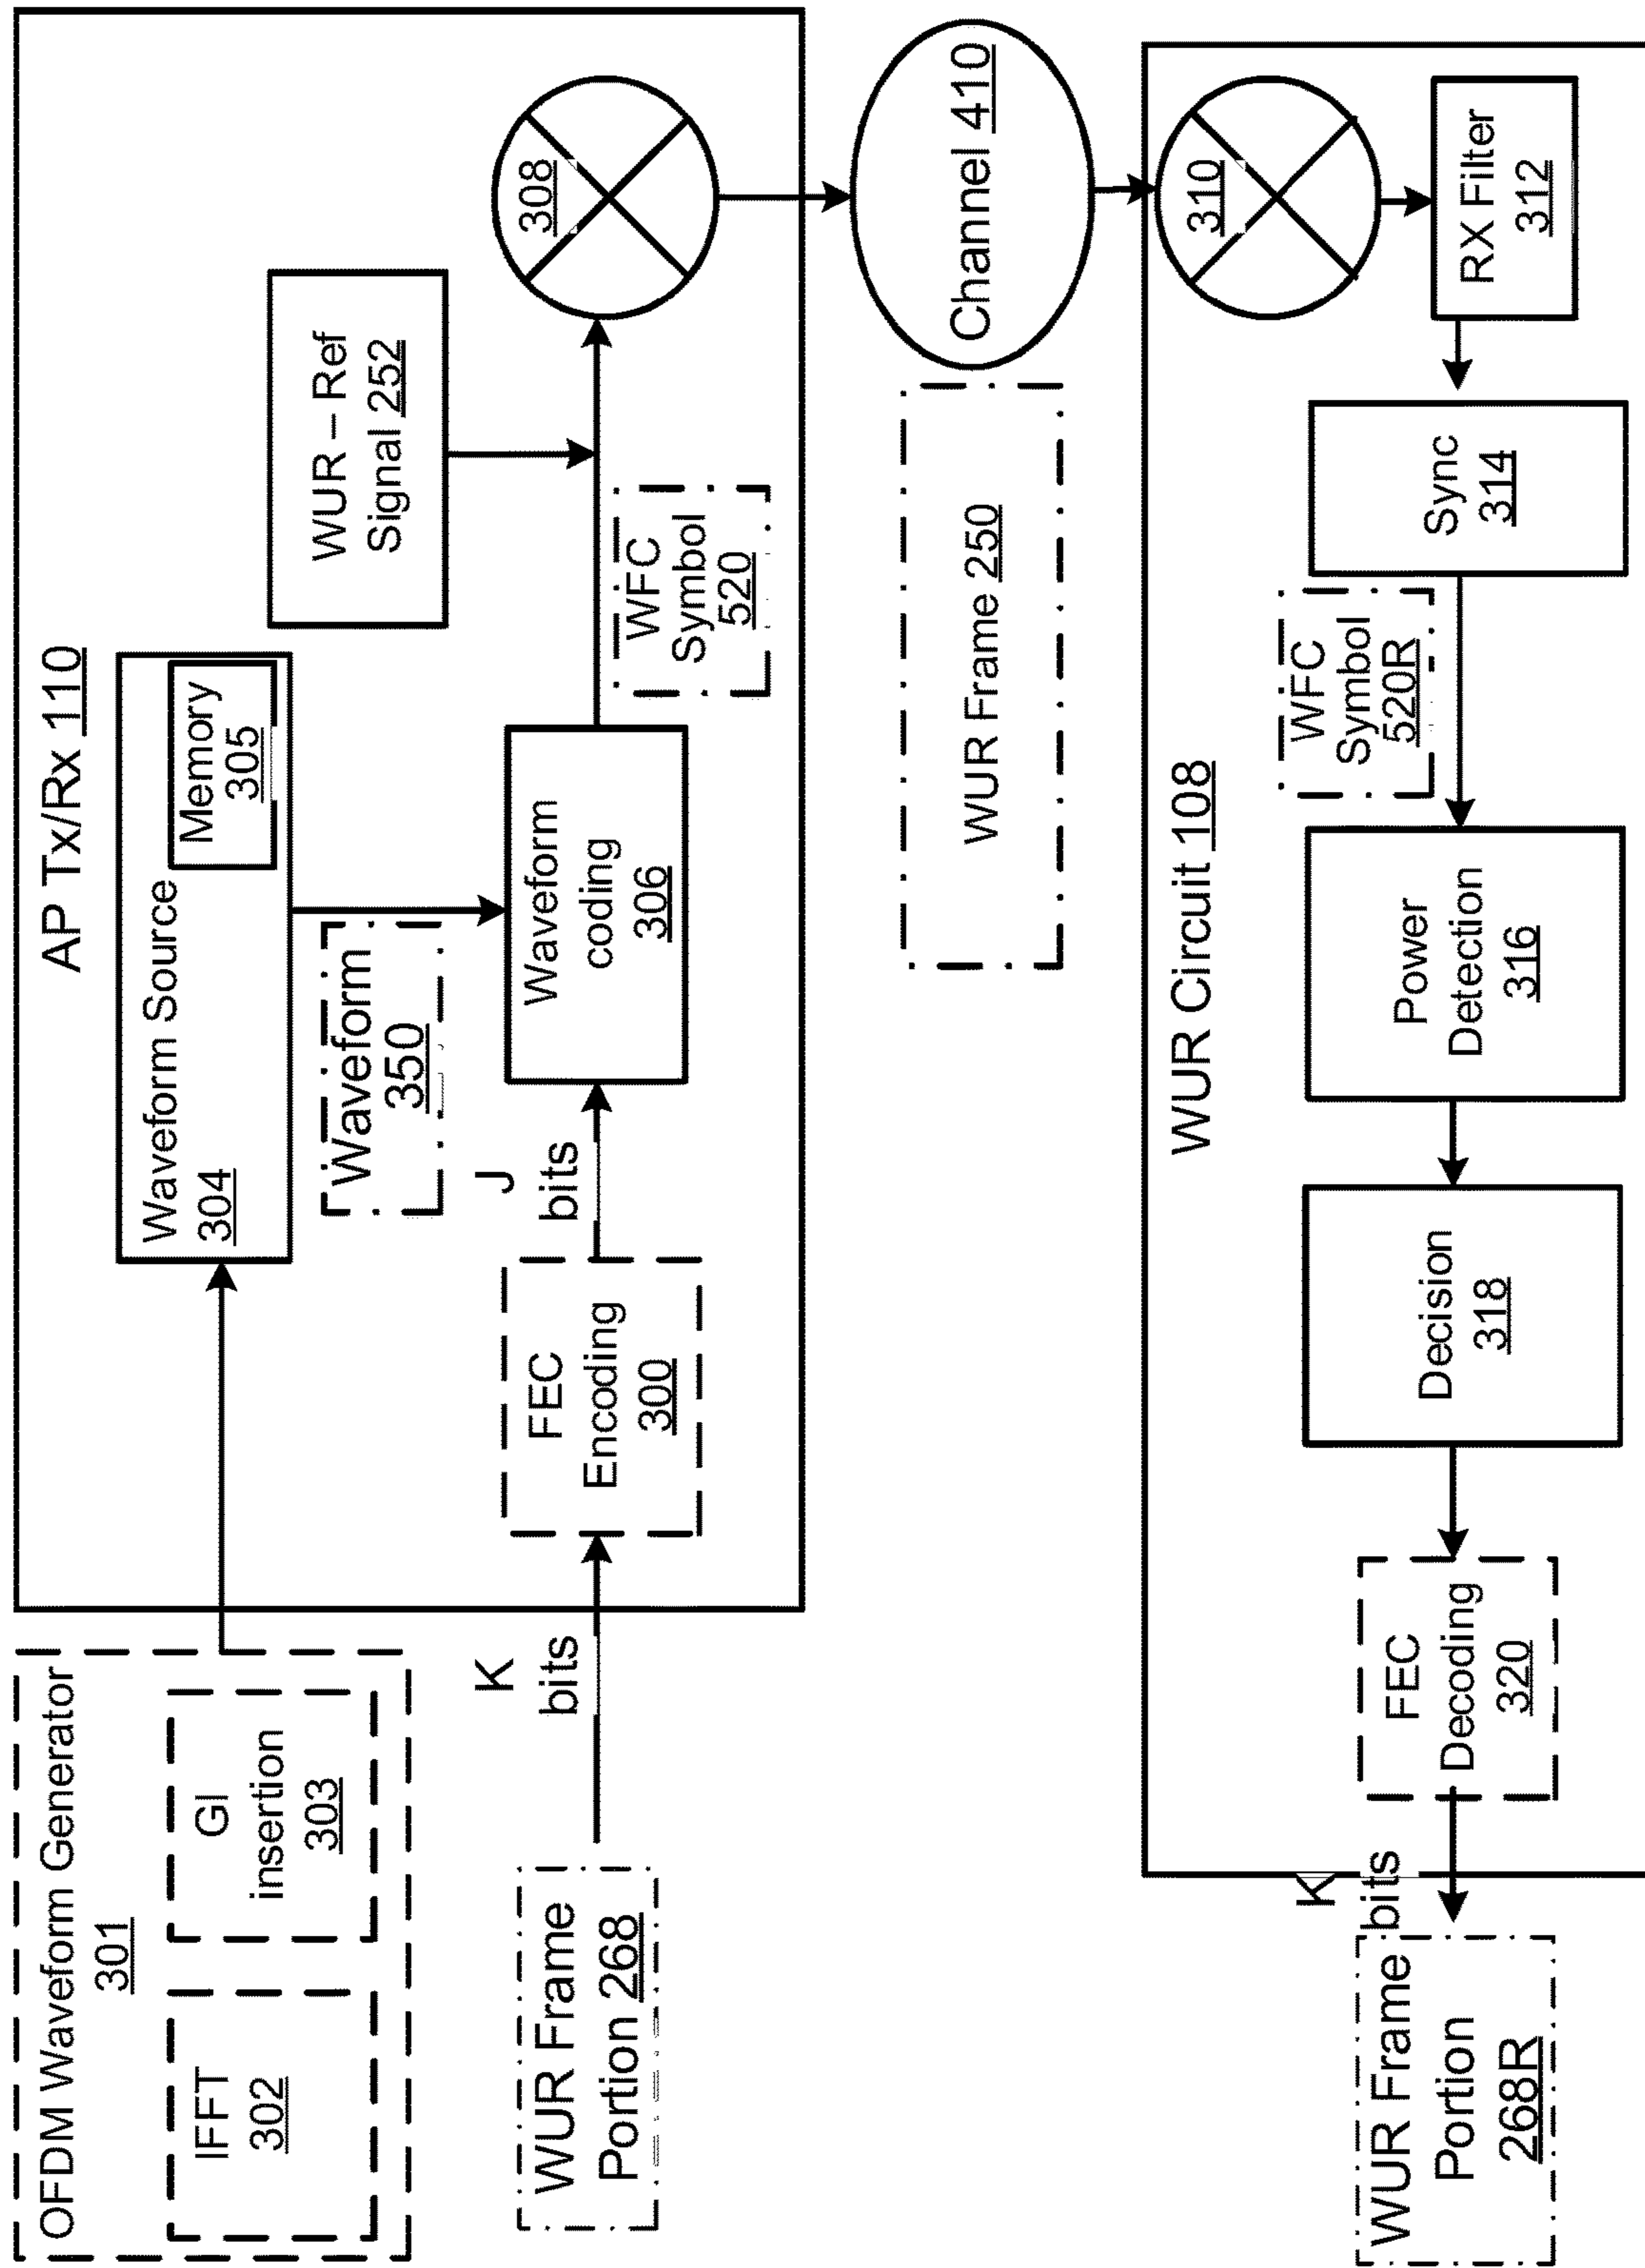 OFDM Waveform Generator
301
IFFT
302
GI
insertion
303
AP Tx/Rx 110
Waveform Source
304
Memory
305
Waveform
350
WUR – Ref
Signal 252
WUR Frame
Portion 268
K
bits
FEC
Encoding
300
J
bits
Waveform
coding
306
WFC
Symbol
520
308
Channel 410
WUR Frame 250
WUR Circuit 108
310
RX Filter
312
Sync
314
WFC
Symbol
520R
Power
Detection
316
Decision
318
FEC
Decoding
320
K
bits
WUR Frame
Portion
268R